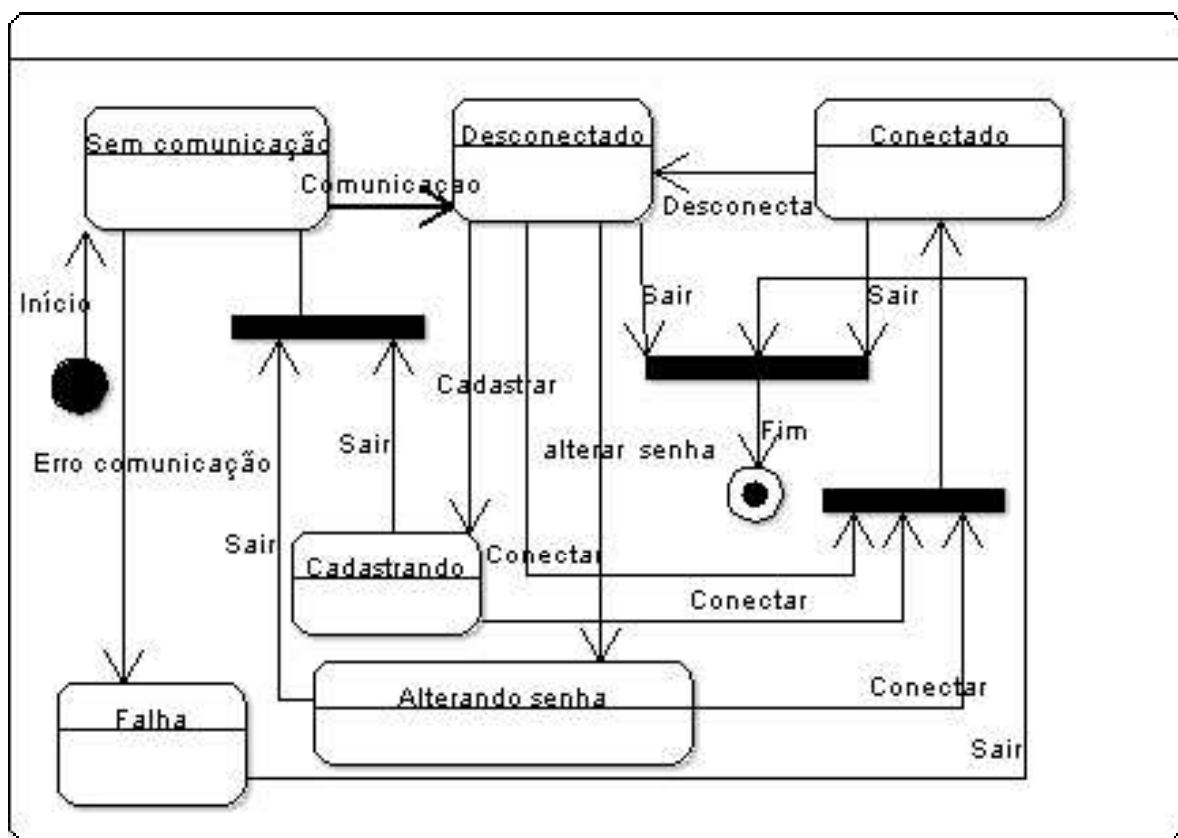 Sem comunicação
Desconectado
Conectado
Comunicaçao
Desconecta
Início
Sair
Sair
Cadastrar
Fim
Sair
alterar senha
Erro comunicação
Sair
Conectar
Cadastrando
Conectar
Alterando senha
Conectar
Falha
Sair